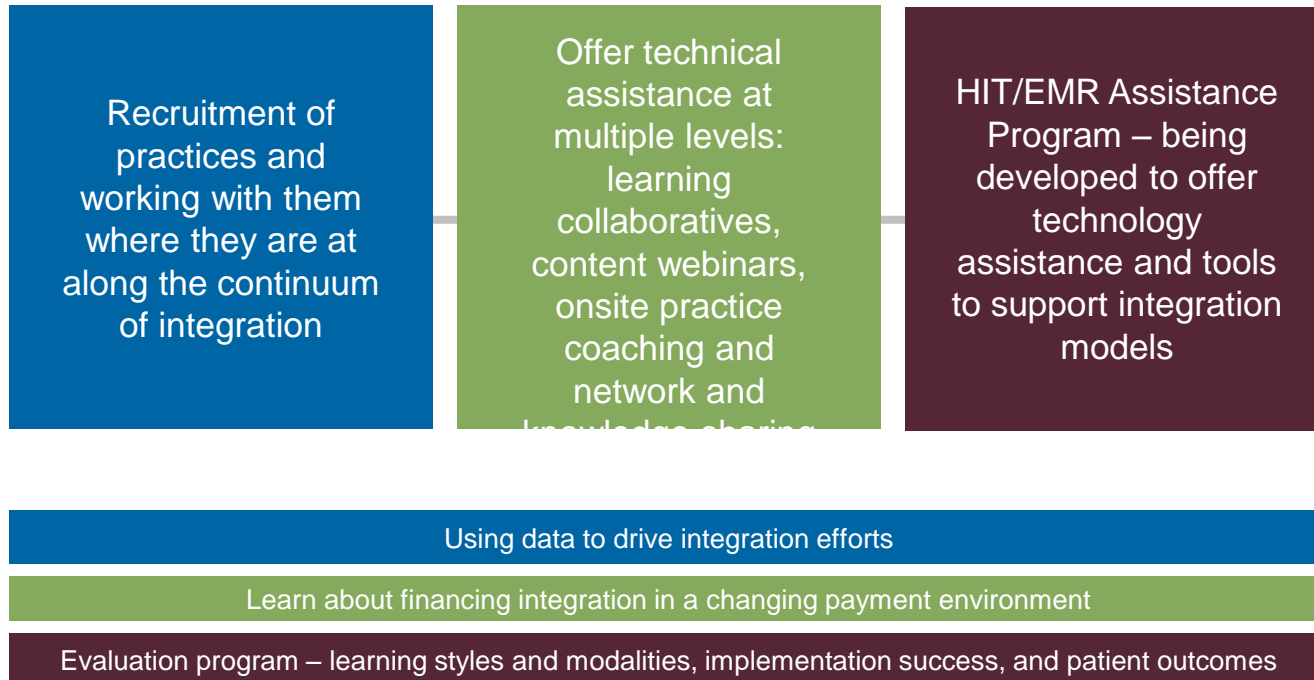 Recruitment of
practices and
working with them
where they are at
along the continuum
of integration
Offer technical
assistance at
multiple levels:
learning
collaboratives,
content webinars,
onsite practice
coaching and
network and
knowledge sharing
HIT/EMR Assistance
Program – being
developed to offer
technology
assistance and tools
to support integration
models
Using data to drive integration efforts
Learn about financing integration in a changing payment environment
Evaluation program – learning styles and modalities, implementation success, and patient outcomes